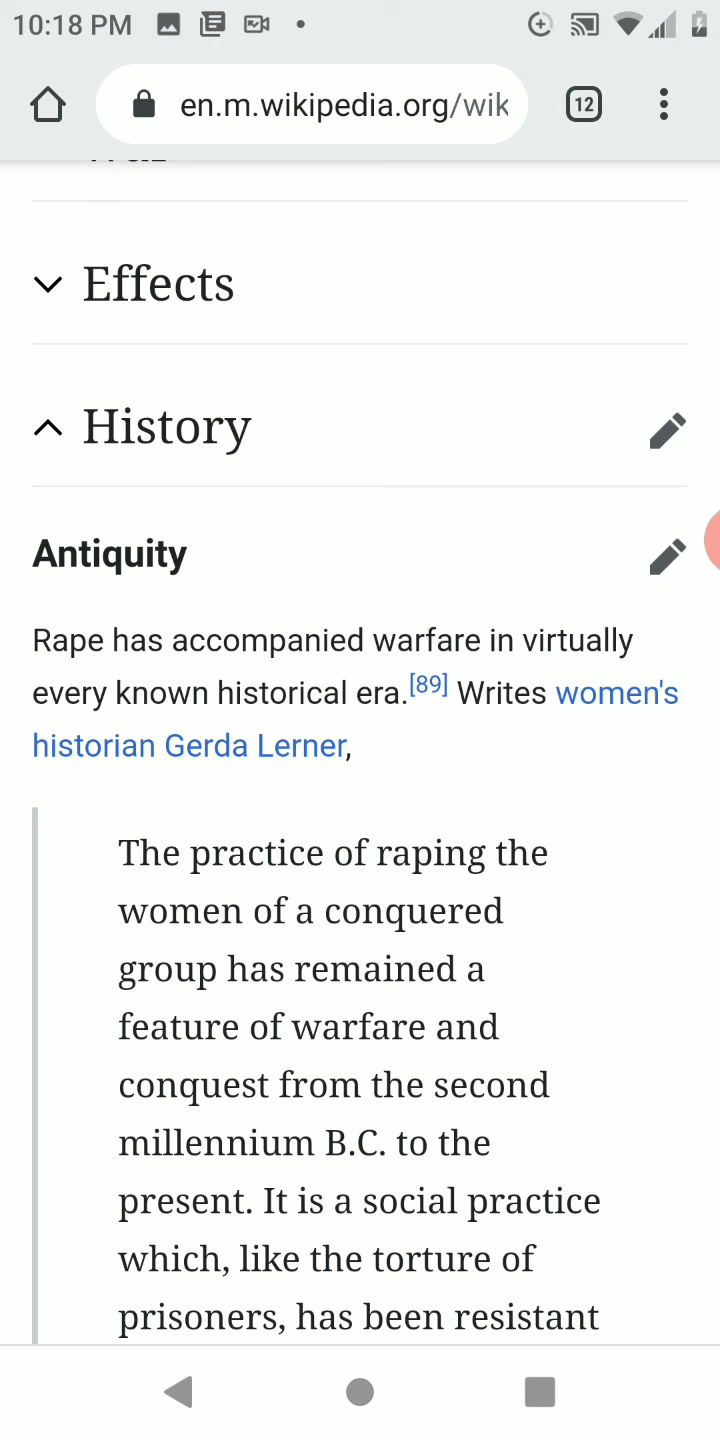 10:18 PM
en.m.wikipedia.org/wik
12
Effects
History
Antiquity
Rape has accompanied warfare in virtually
every known historical era.[89] Writes women's
historian Gerda Lerner,
The practice of raping the
women of a conquered
group has remained a
feature of warfare and
conquest from the second
millennium B.C. to the
present. It is a social practice
which, like the torture of
prisoners, has been resistant